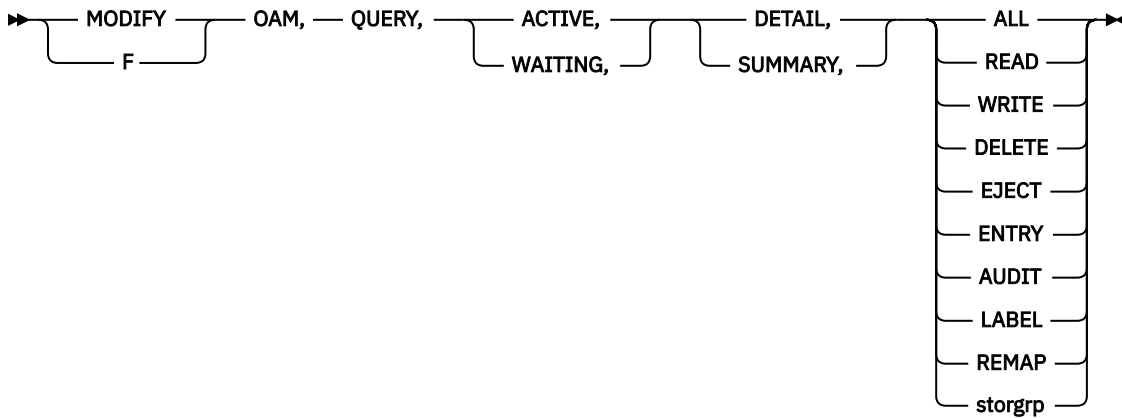 MODIFY OAM, QUERY, ACTIVE, DETAIL, ALL
F WAITING, SUMMARY, READ
WRITE
DELETE
EJECT
ENTRY
AUDIT
LABEL
REMAP
storgrp